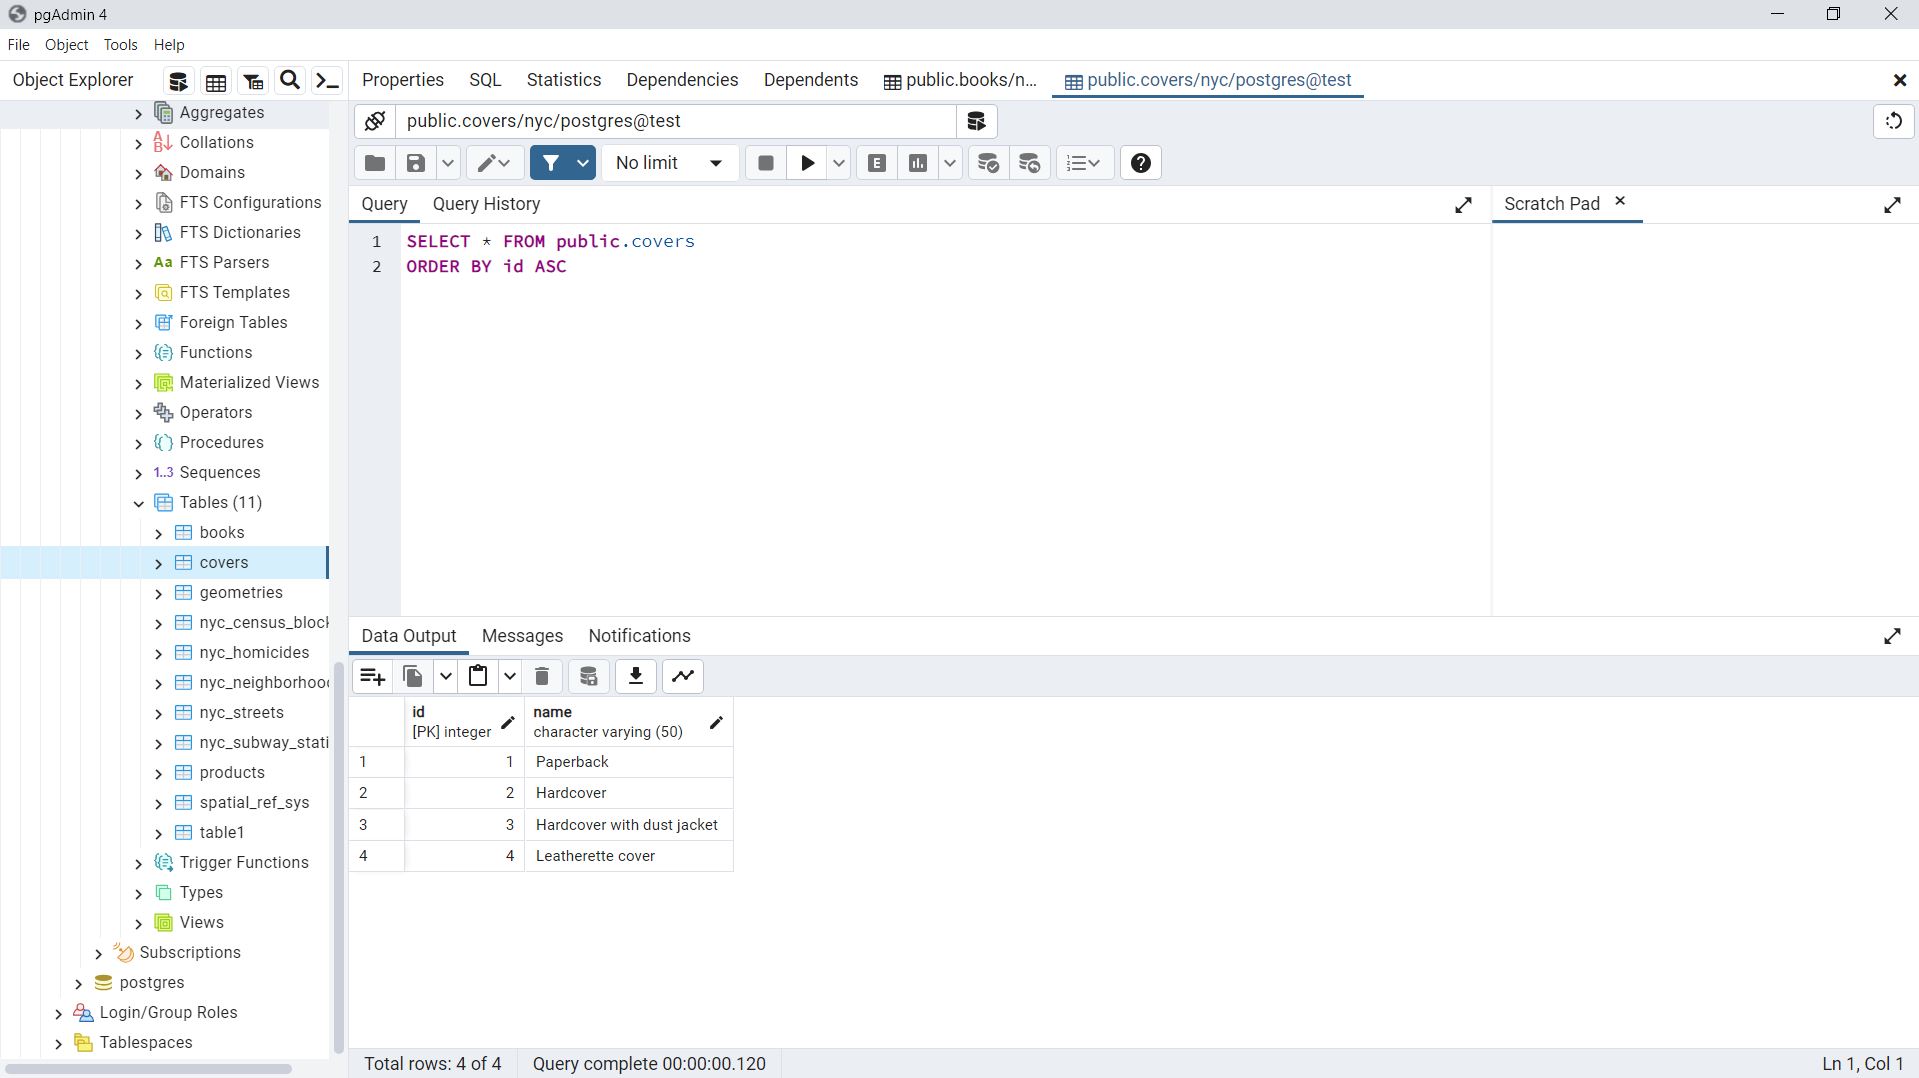 pgAdmin 4
File Object Tools Help
Object Explorer
Properties SQL Statistics Dependencies Dependents public.books/n... public.covers/nyc/postgres@test
Aggregates
Collations
Domains
FTS Configurations
FTS Dictionaries
Aa FTS Parsers
FTS Templates
Foreign Tables
Functions
Materialized Views
Operators
Procedures
1..3 Sequences
Tables (11)
books
covers
geometries
nyc_census_block
nyc_homicides
nyc_neighborhood
nyc_streets
nyc_subway_stati
products
spatial_ref_sys
table1
Trigger Functions
Types
Views
Subscriptions
postgres
Login/Group Roles
Tablespaces
public.covers/nyc/postgres@test
No limit E
Query Query History
Scratch Pad
1 SELECT * FROM public.covers
2 ORDER BY id ASC
Data Output Messages Notifications
id name
[PK] integer character varying (50)
1 1 Paperback
2 2 Hardcover
3 3 Hardcover with dust jacket
4 4 Leatherette cover
Total rows: 4 of 4 Query complete 00:00:00.120 Ln 1, Col 1